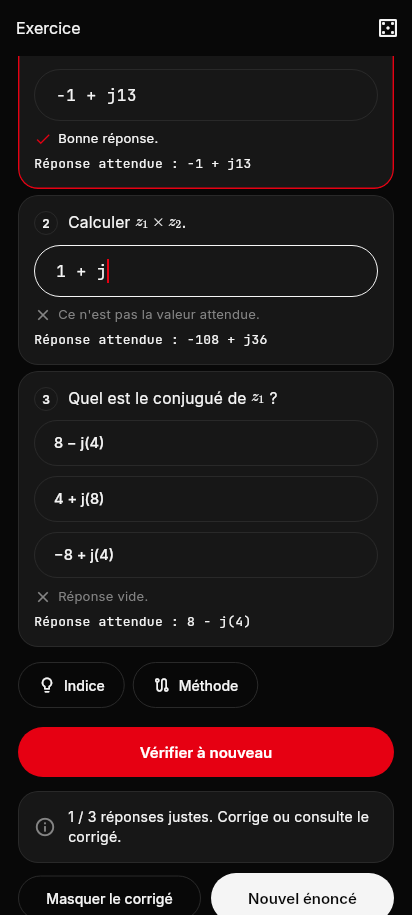 Exercice
-1 + j13
Bonne réponse.
Réponse attendue : -1 + j13
2 Calculer z₁ × z₂.
1 + j
Ce n'est pas la valeur attendue.
Réponse attendue : -108 + j36
3 Quel est le conjugué de z₁ ?
8 − j(4)
4 + j(8)
−8 + j(4)
Réponse vide.
Réponse attendue : 8 - j(4)
Indice Méthode
Vérifier à nouveau
1 / 3 réponses justes. Corrige ou consulte le
corrigé.
Masquer le corrigé Nouvel énoncé